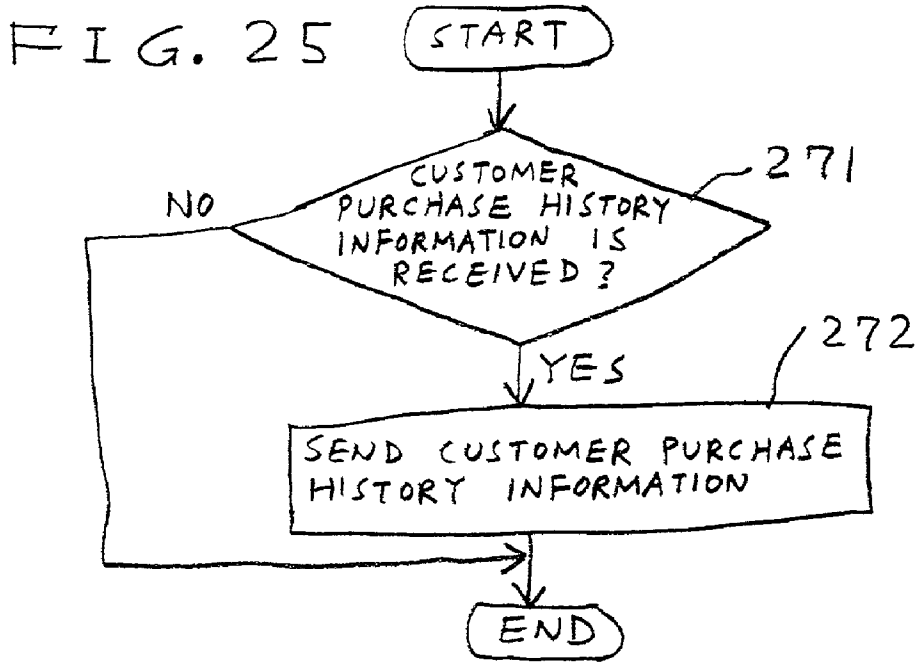 FIG. 25
START
CUSTOMER
PURCHASE HISTORY
INFORMATION IS
RECEIVED?
271
NO
YES
272
SEND CUSTOMER PURCHASE
HISTORY INFORMATION
END